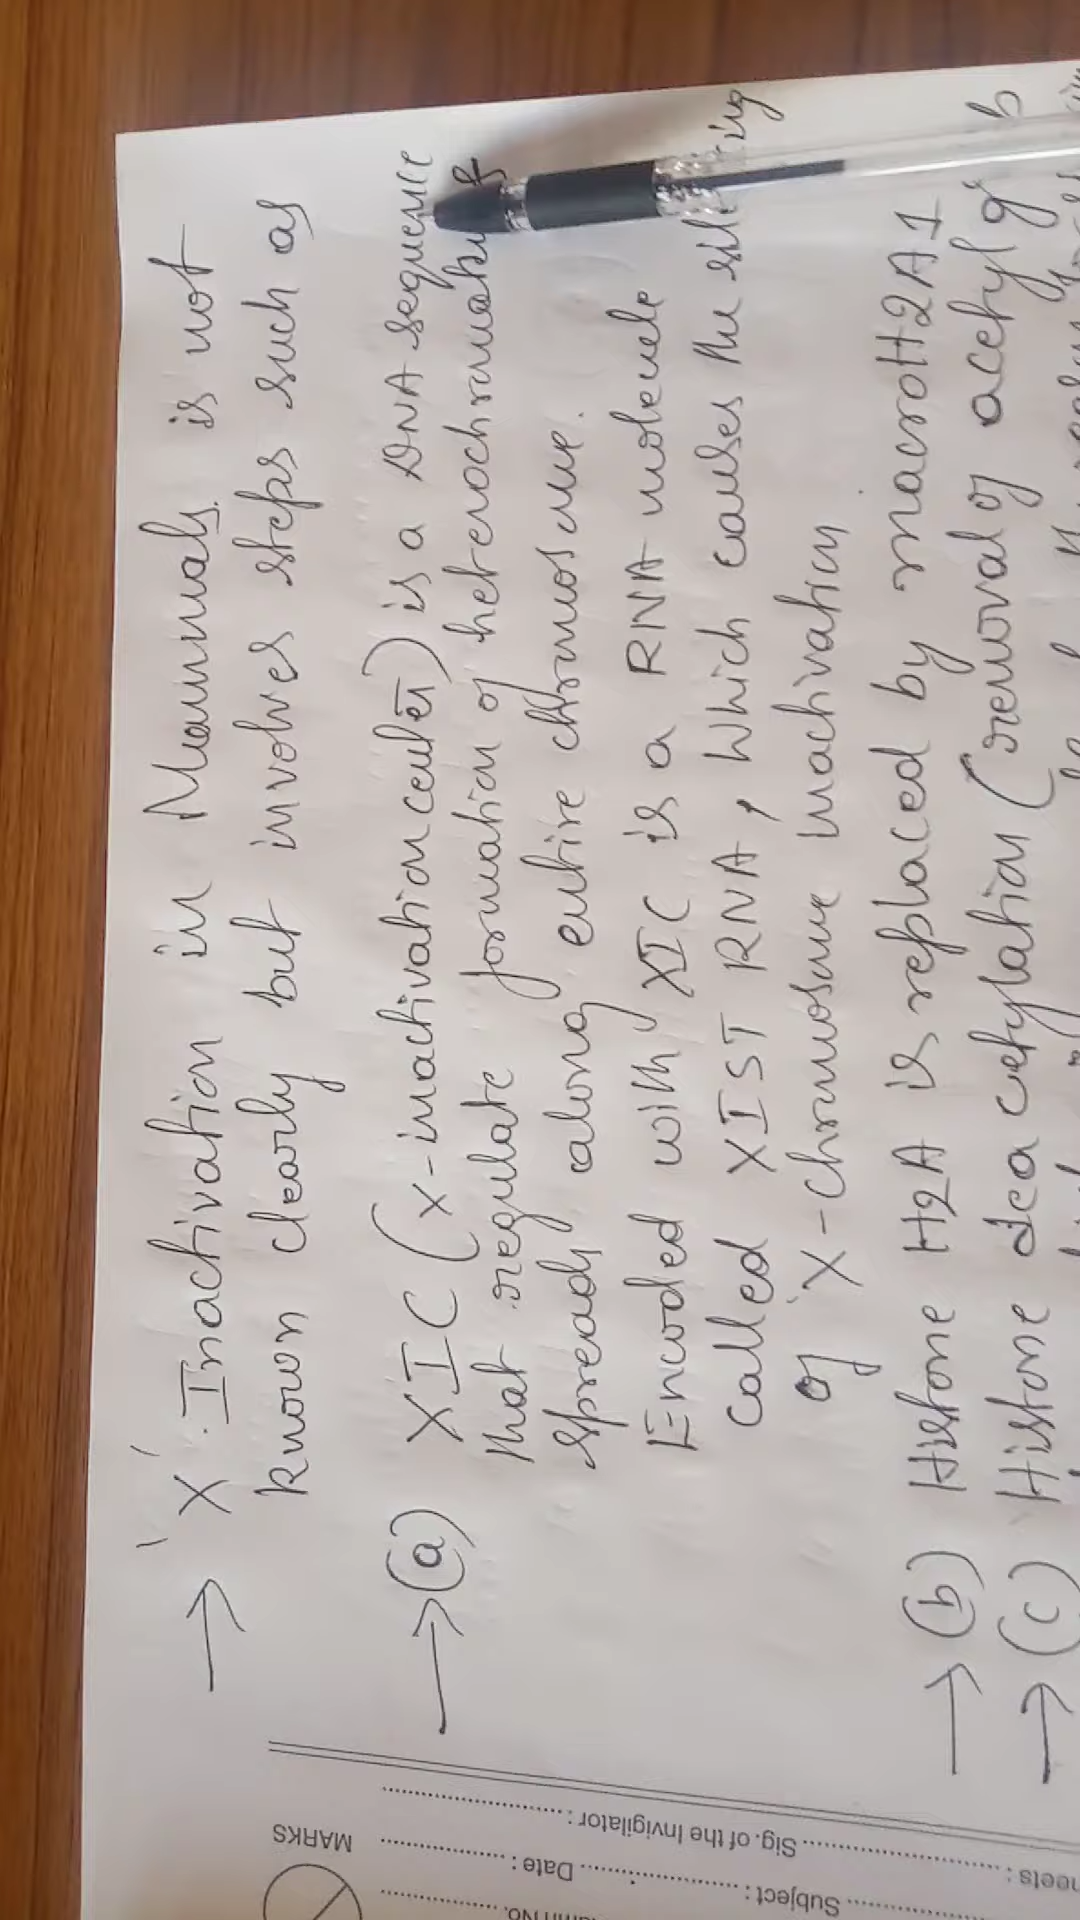 → 'X' Inactivation in Mammals is not
known clearly but involves steps such as
→ (a) XIC (X-inactivation center) is a DNA sequence
that regulate formation of heterochromatin &
spreads along entire chromosome.
Encoded with XIC is a RNA molecule
called XIST RNA, which causes the silencing
of X-chromosome inactivation
→ (b) Histone H2A is replaced by macroH2A1
→ (c) Histone deacetylation (removal of acetyl g
MARKS
Sig. of the Invigilator :
Date :
Subject :